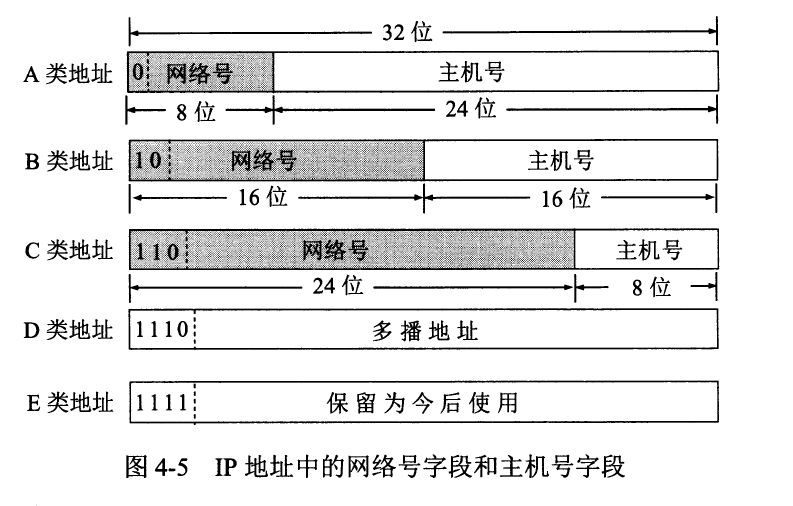 32 位
A 类地址 0 网络号 主机号
8 位 24 位
B 类地址 10 网络号 主机号
16 位 16 位
C 类地址 110 网络号 主机号
24 位 8 位
D 类地址 1110 多播地址
E 类地址 1111 保留为今后使用
图 4-5 IP 地址中的网络号字段和主机号字段